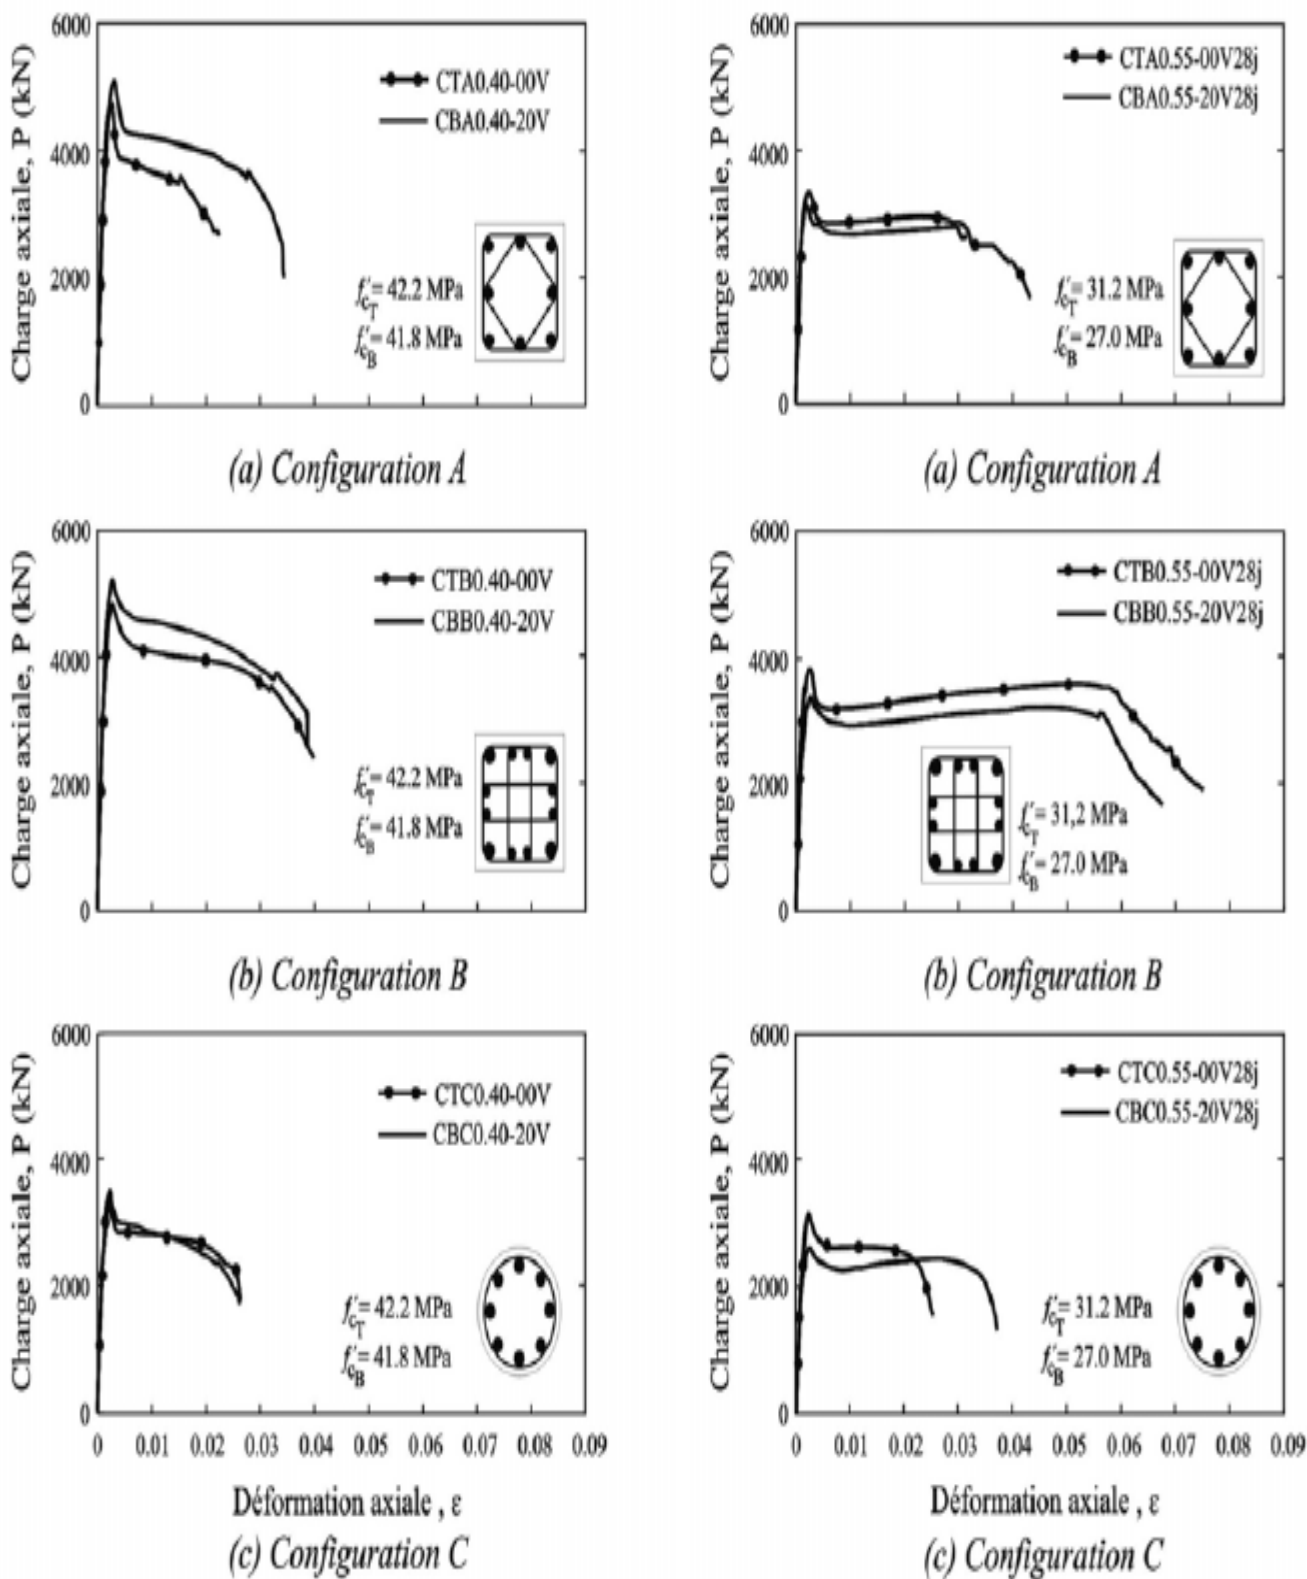 6000
4000
2000
0
Charge axiale, P (kN)
CTA0.40-00V
CBA0.40-20V
f'cT = 42.2 MPa
f'cB = 41.8 MPa
(a) Configuration A
6000
4000
2000
0
Charge axiale, P (kN)
CTA0.55-00V28j
CBA0.55-20V28j
f'cT = 31.2 MPa
f'cB = 27.0 MPa
(a) Configuration A
6000
4000
2000
0
Charge axiale, P (kN)
CTB0.40-00V
CBB0.40-20V
f'cT = 42.2 MPa
f'cB = 41.8 MPa
(b) Configuration B
6000
4000
2000
0
Charge axiale, P (kN)
CTB0.55-00V28j
CBB0.55-20V28j
f'cT = 31,2 MPa
f'cB = 27.0 MPa
(b) Configuration B
6000
4000
2000
0
Charge axiale, P (kN)
CTC0.40-00V
CBC0.40-20V
f'cT = 42.2 MPa
f'cB = 41.8 MPa
0 0.01 0.02 0.03 0.04 0.05 0.06 0.07 0.08 0.09
Déformation axiale , ε
(c) Configuration C
6000
4000
2000
0
Charge axiale, P (kN)
CTC0.55-00V28j
CBC0.55-20V28j
f'cT = 31.2 MPa
f'cB = 27.0 MPa
0 0.01 0.02 0.03 0.04 0.05 0.06 0.07 0.08 0.09
Déformation axiale , ε
(c) Configuration C